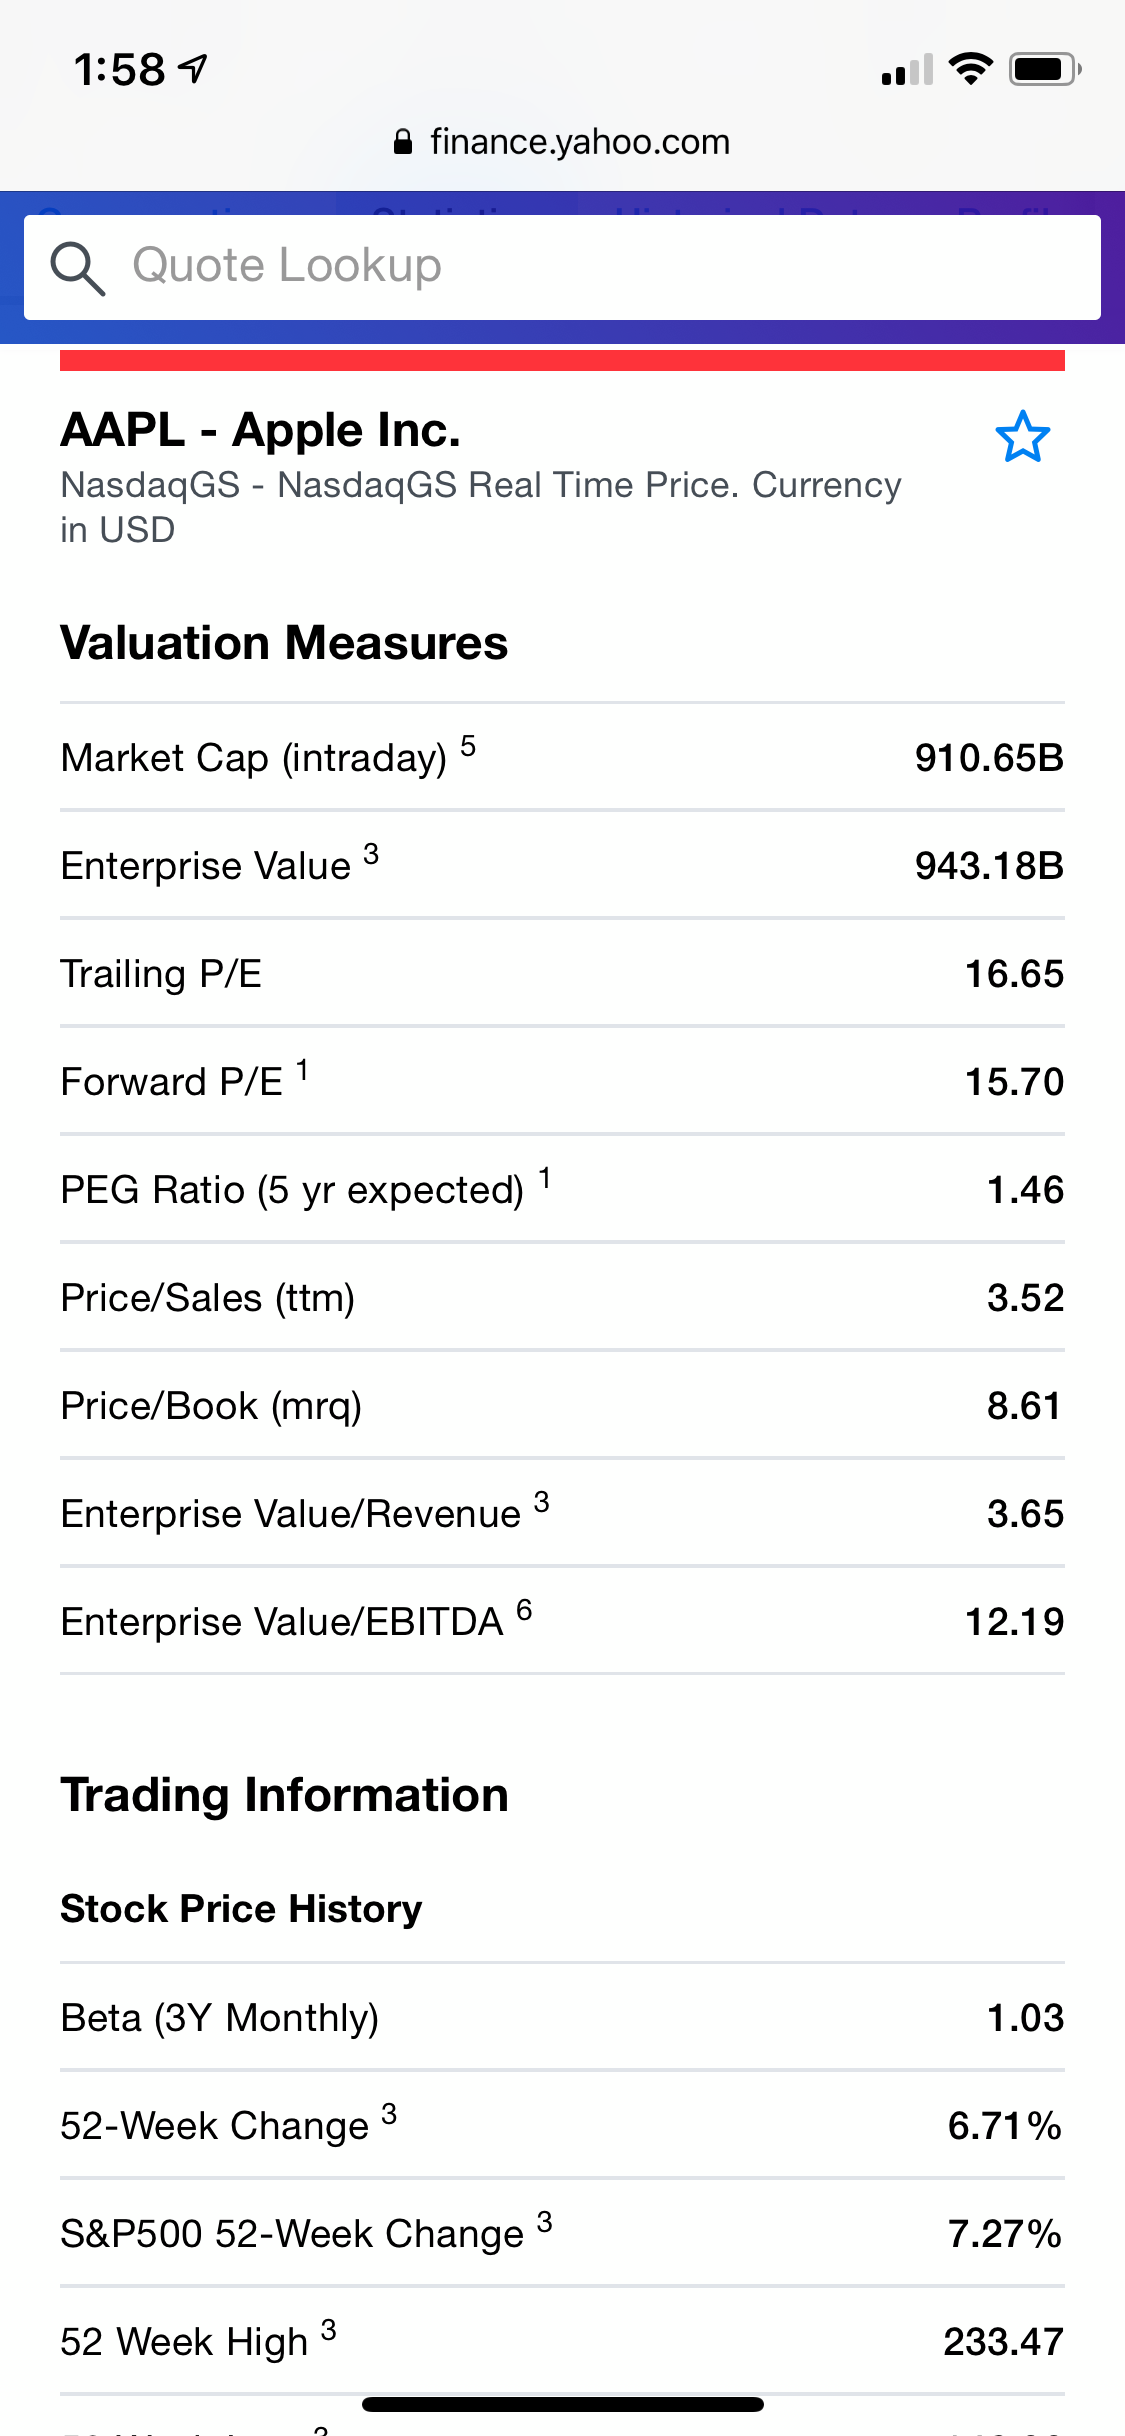 1:58
finance.yahoo.com
Quote Lookup
AAPL - Apple Inc.
NasdaqGS - NasdaqGS Real Time Price. Currency
in USD
Valuation Measures
Market Cap (intraday) 5 910.65B
Enterprise Value 3 943.18B
Trailing P/E 16.65
Forward P/E 1 15.70
PEG Ratio (5 yr expected) 1 1.46
Price/Sales (ttm) 3.52
Price/Book (mrq) 8.61
Enterprise Value/Revenue 3 3.65
Enterprise Value/EBITDA 6 12.19
Trading Information
Stock Price History
Beta (3Y Monthly) 1.03
52-Week Change 3 6.71%
S&P500 52-Week Change 3 7.27%
52 Week High 3 233.47